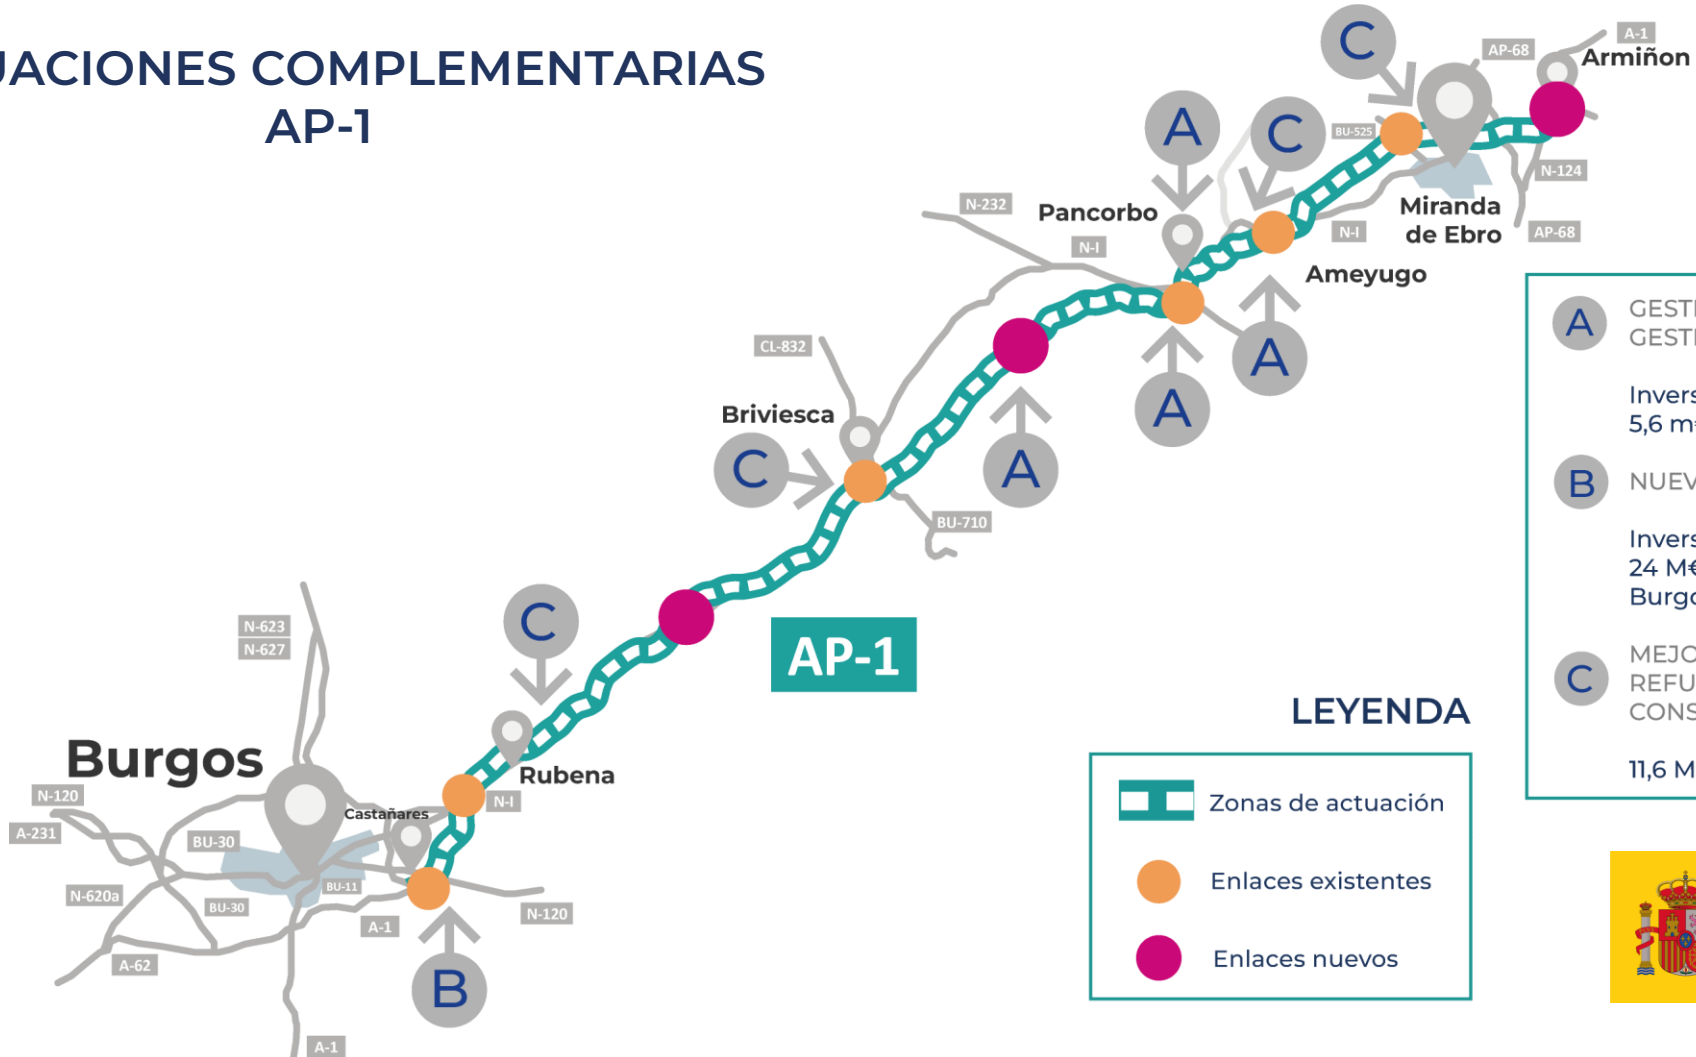 UACIONES COMPLEMENTARIAS
AP-1
C
A-1
AP-68
Armiñon
A
C
BU-525
N-124
N-232
Pancorbo
Miranda
de Ebro
N-I
AP-68
N-I
Ameyugo
A
GESTI
GESTI
CL-832
A
Invers
5,6 m
Briviesca
A
C
A
B
NUEV
BU-710
Invers
24 M€
Burgo
N-623
N-627
C
AP-1
MEJO
REFU
CONS
C
11,6 M
LEYENDA
Burgos
Rubena
N-I
N-120
Castañares
A-231
BU-30
BU-11
N-620a
BU-30
A-1
N-120
A-62
B
A-1
Zonas de actuación
Enlaces existentes
Enlaces nuevos